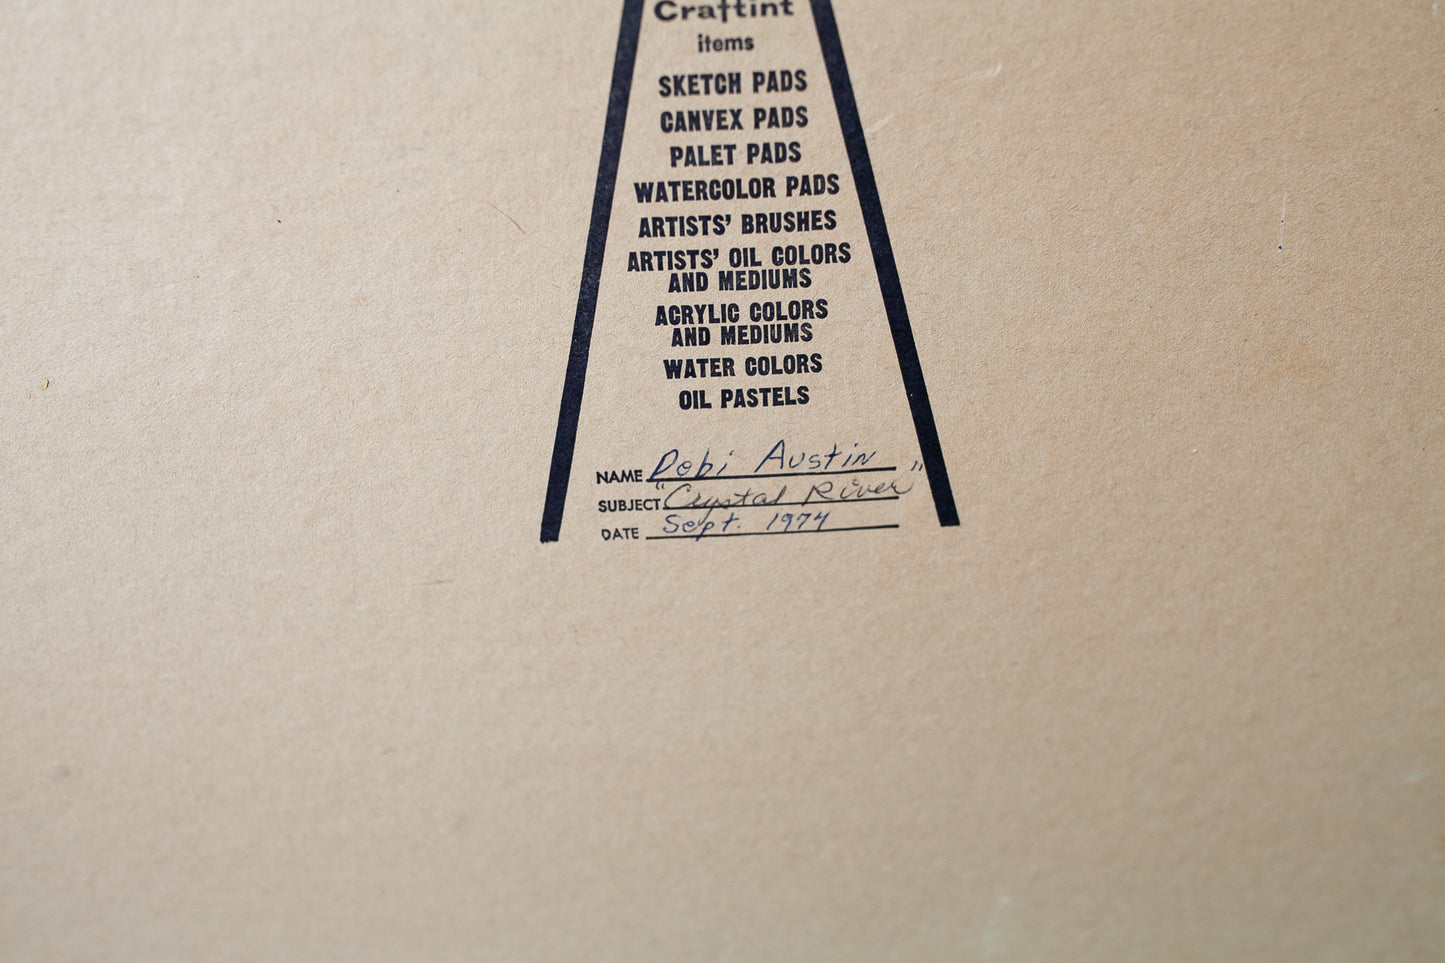 Craftint
items
SKETCH PADS
CANVEX PADS
PALET PADS
WATERCOLOR PADS
ARTISTS' BRUSHES
ARTISTS' OIL COLORS
AND MEDIUMS
ACRYLIC COLORS
AND MEDIUMS
WATER COLORS
OIL PASTELS
NAME Debi Austin
SUBJECT "Crystal River"
DATE Sept. 1974